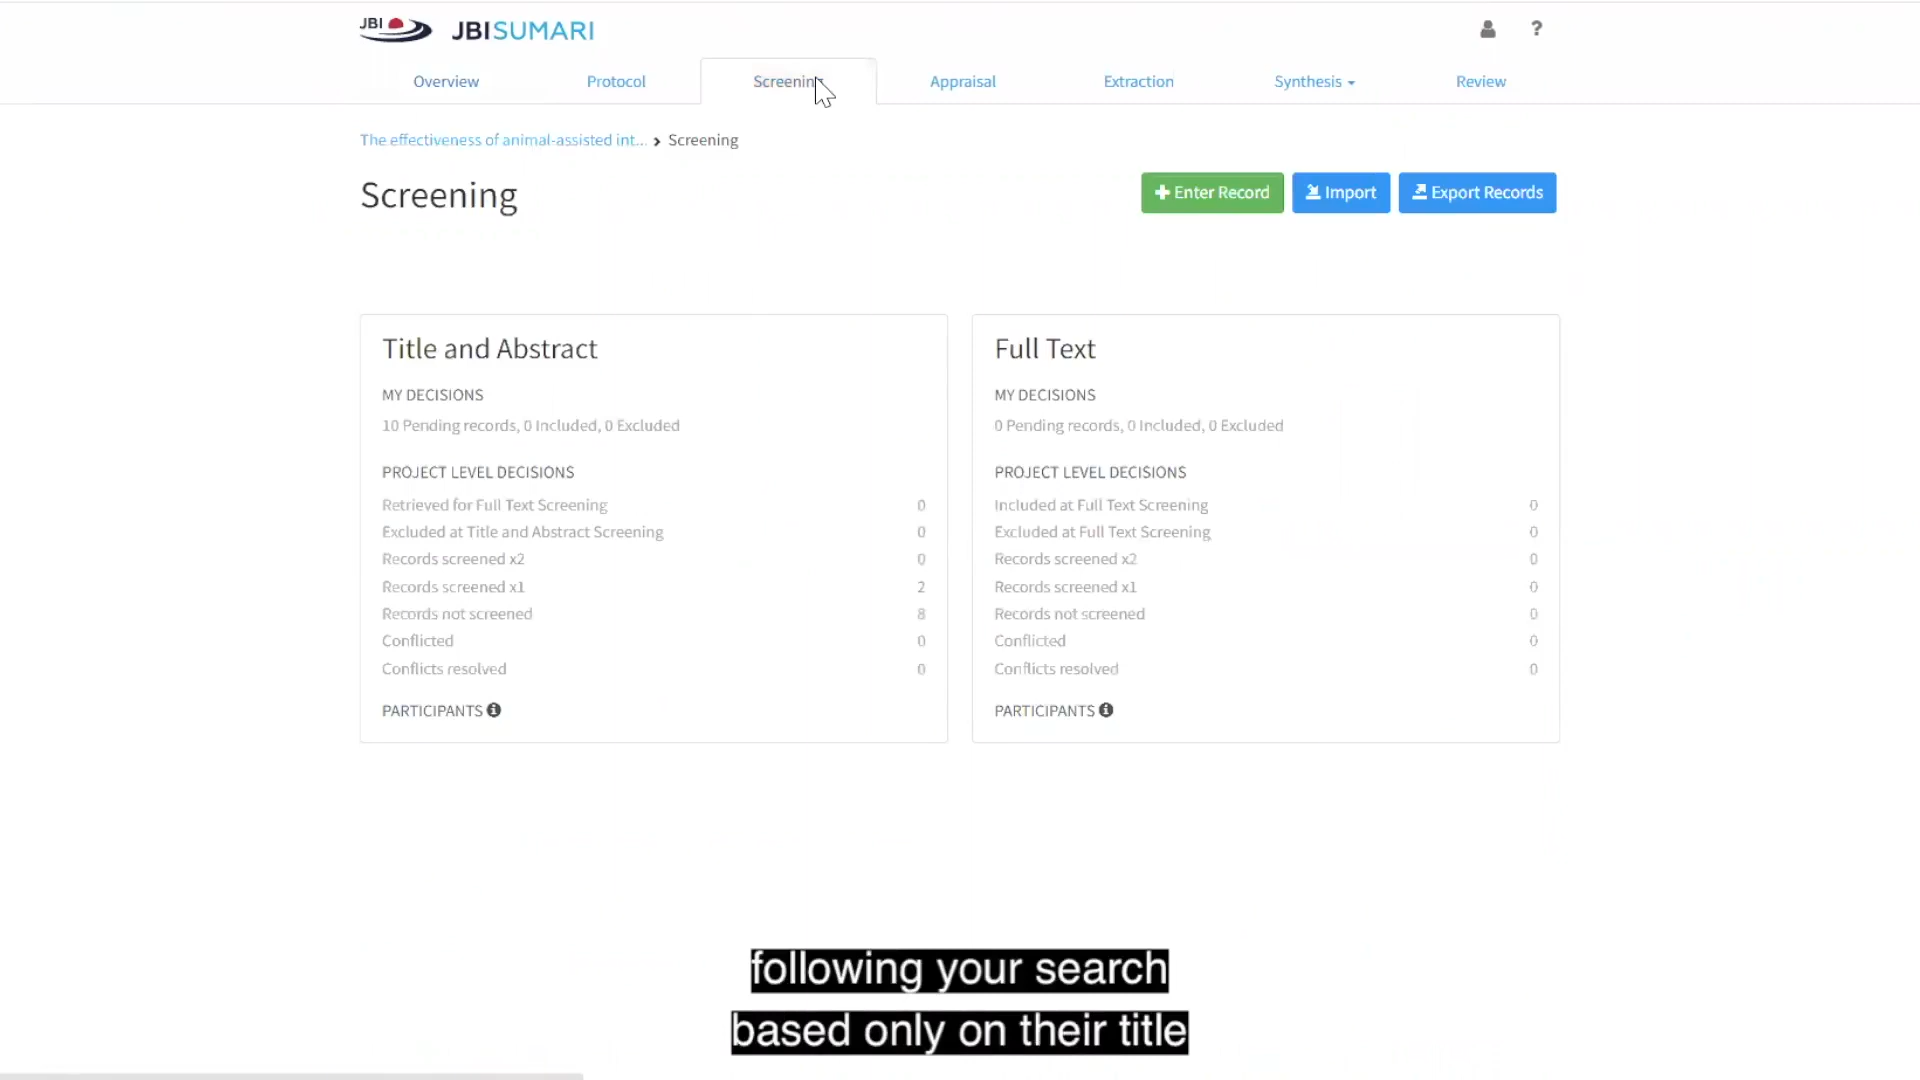 JBI JBISUMARI ?
Overview Protocol Screening Appraisal Extraction Synthesis Review
The effectiveness of animal-assisted int... > Screening
Screening
Enter Record Import Export Records
Title and Abstract
MY DECISIONS
10 Pending records, 0 Included, 0 Excluded
PROJECT LEVEL DECISIONS
Retrieved for Full Text Screening 0
Excluded at Title and Abstract Screening 0
Records screened x2 0
Records screened x1 2
Records not screened 8
Conflicted 0
Conflicts resolved 0
PARTICIPANTS
Full Text
MY DECISIONS
0 Pending records, 0 Included, 0 Excluded
PROJECT LEVEL DECISIONS
Included at Full Text Screening 0
Excluded at Full Text Screening 0
Records screened x2 0
Records screened x1 0
Records not screened 0
Conflicted 0
Conflicts resolved 0
PARTICIPANTS
following your search
based only on their title